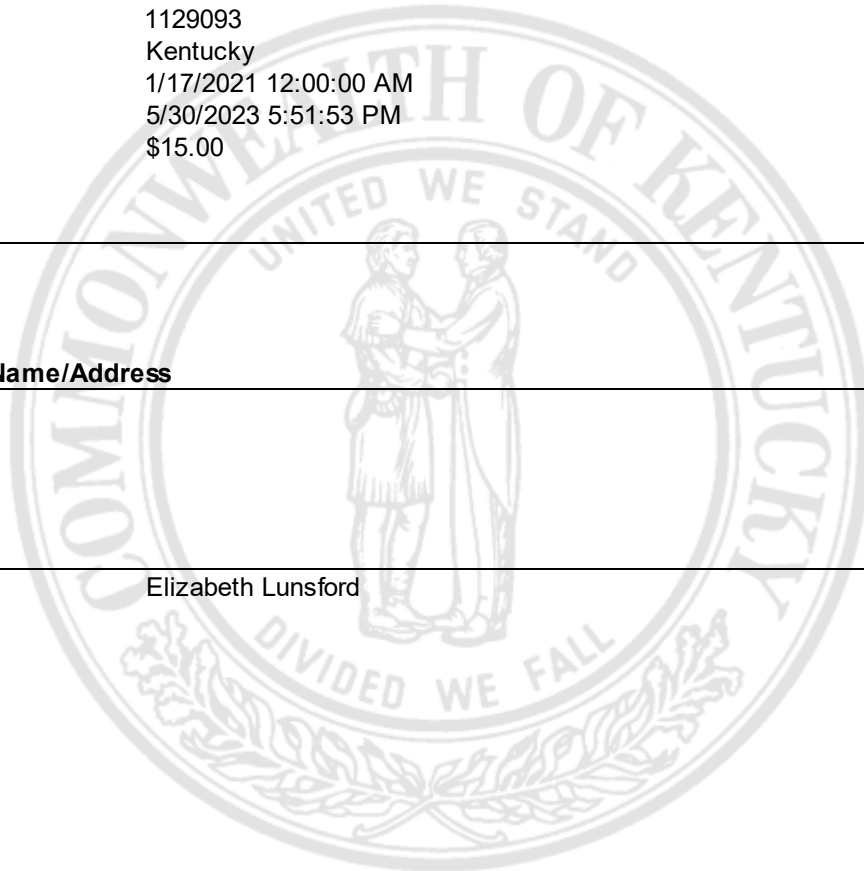 1129093
Kentucky
1/17/2021 12:00:00 AM
5/30/2023 5:51:53 PM
$15.00
COMMONWEALTH OF KENTUCKY
UNITED WE STAND
Name/Address
Elizabeth Lunsford
DIVIDED WE FALL